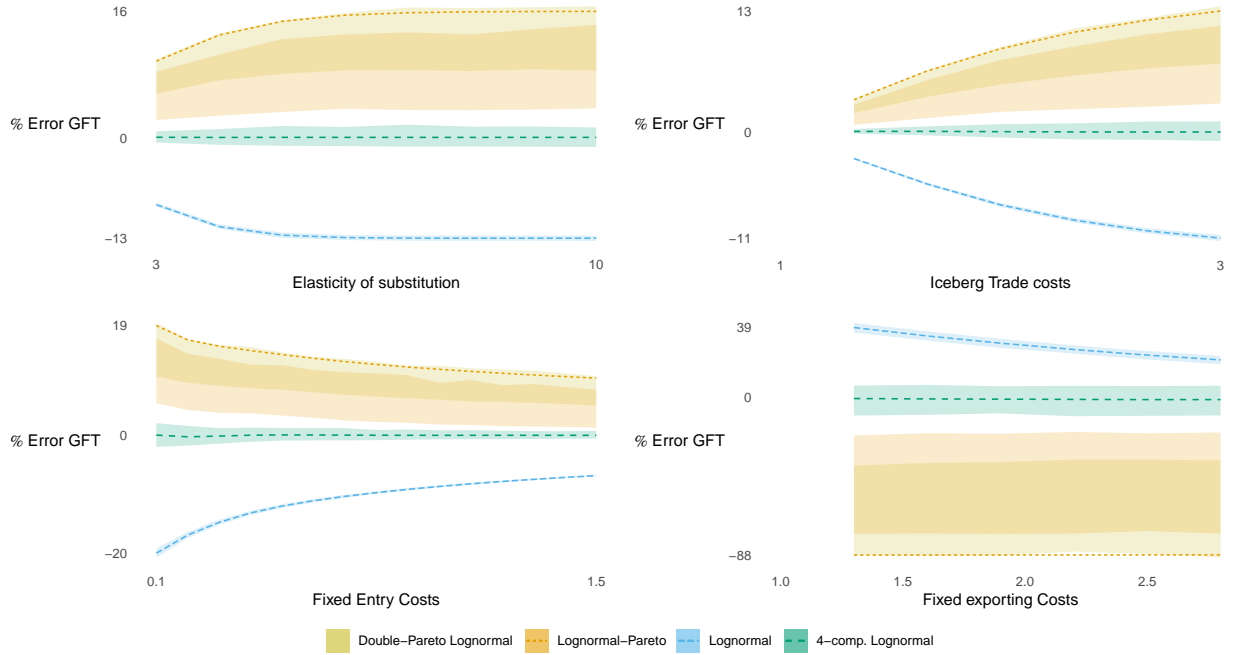 16
% Error GFT
0
−13
3
10
Elasticity of substitution
13
% Error GFT
0
−11
1
3
Iceberg Trade costs
19
% Error GFT
0
−20
0.1
1.5
Fixed Entry Costs
39
0
% Error GFT
−88
1.0
1.5
2.0
2.5
Fixed exporting Costs
Double−Pareto Lognormal
Lognormal−Pareto
Lognormal
4−comp. Lognormal